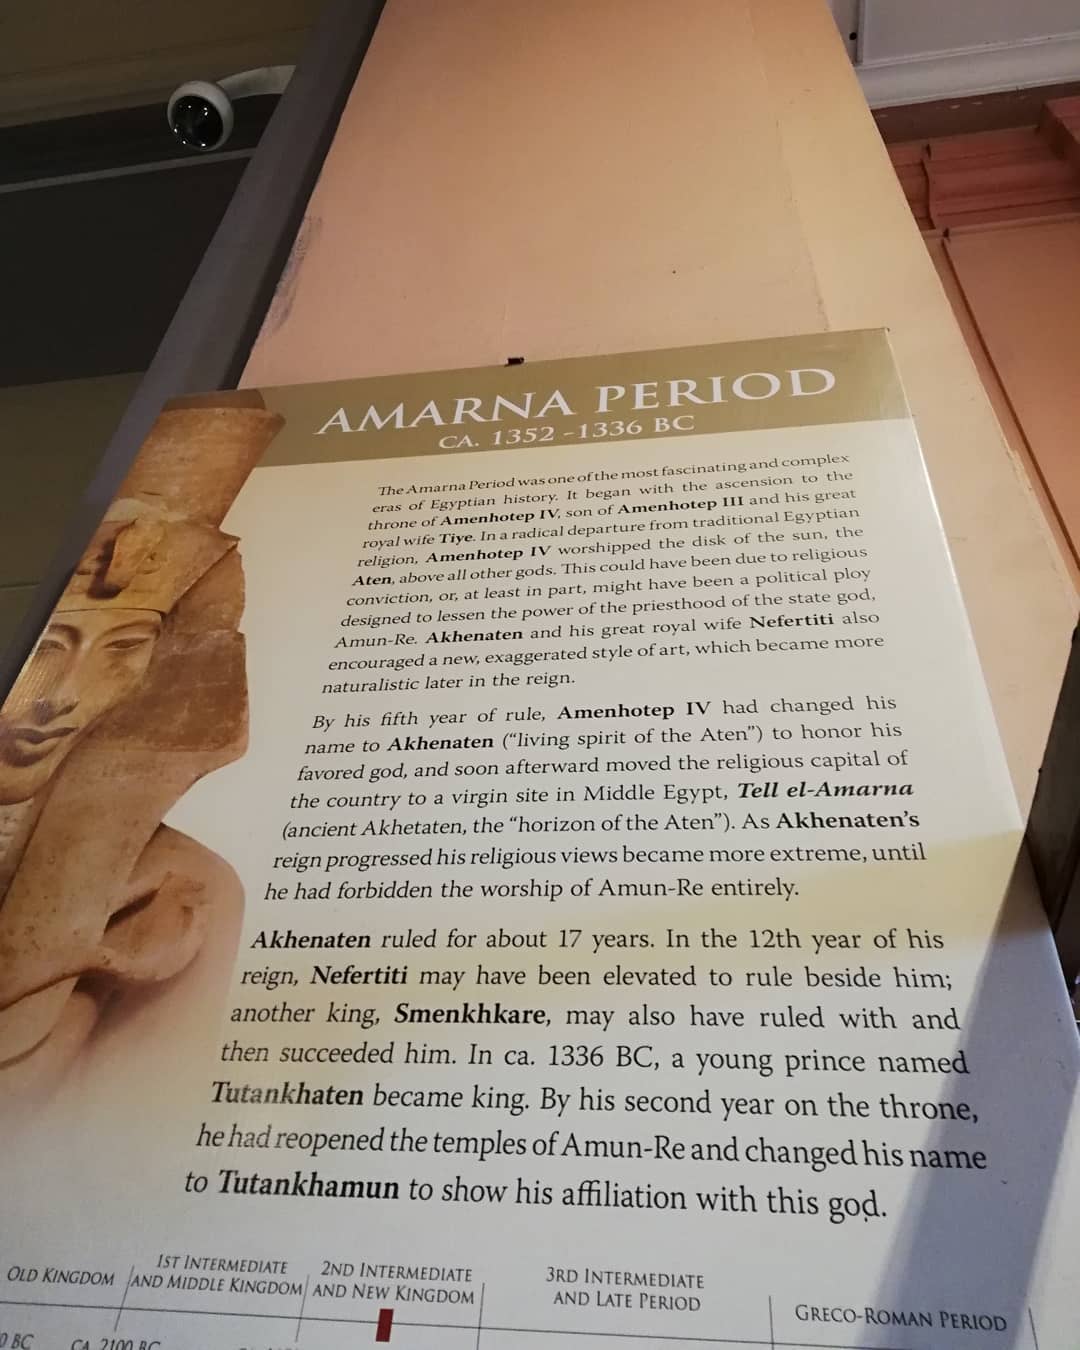 AMARNA PERIOD
CA. 1352 -1336 BC
The Amarna Period was one of the most fascinating and complex
eras of Egyptian history. It began with the ascension to the
throne of Amenhotep IV, son of Amenhotep III and his great
royal wife Tiye. In a radical departure from traditional Egyptian
religion, Amenhotep IV worshipped the disk of the sun, the
Aten, above all other gods. This could have been due to religious
conviction, or, at least in part, might have been a political ploy
designed to lessen the power of the priesthood of the state god,
Amun-Re. Akhenaten and his great royal wife Nefertiti also
encouraged a new, exaggerated style of art, which became more
naturalistic later in the reign.
By his fifth year of rule, Amenhotep IV had changed his
name to Akhenaten (“living spirit of the Aten”) to honor his
favored god, and soon afterward moved the religious capital of
the country to a virgin site in Middle Egypt, Tell el-Amarna
(ancient Akhetaten, the “horizon of the Aten”). As Akhenaten’s
reign progressed his religious views became more extreme, until
he had forbidden the worship of Amun-Re entirely.
Akhenaten ruled for about 17 years. In the 12th year of his
reign, Nefertiti may have been elevated to rule beside him;
another king, Smenkhkare, may also have ruled with and
then succeeded him. In ca. 1336 BC, a young prince named
Tutankhaten became king. By his second year on the throne,
he had reopened the temples of Amun-Re and changed his name
to Tutankhamun to show his affiliation with this god.
OLD KINGDOM
1ST INTERMEDIATE
AND MIDDLE KINGDOM
2ND INTERMEDIATE
AND NEW KINGDOM
3RD INTERMEDIATE
AND LATE PERIOD
GRECO-ROMAN PERIOD
0 BC
CA. 2100 BC